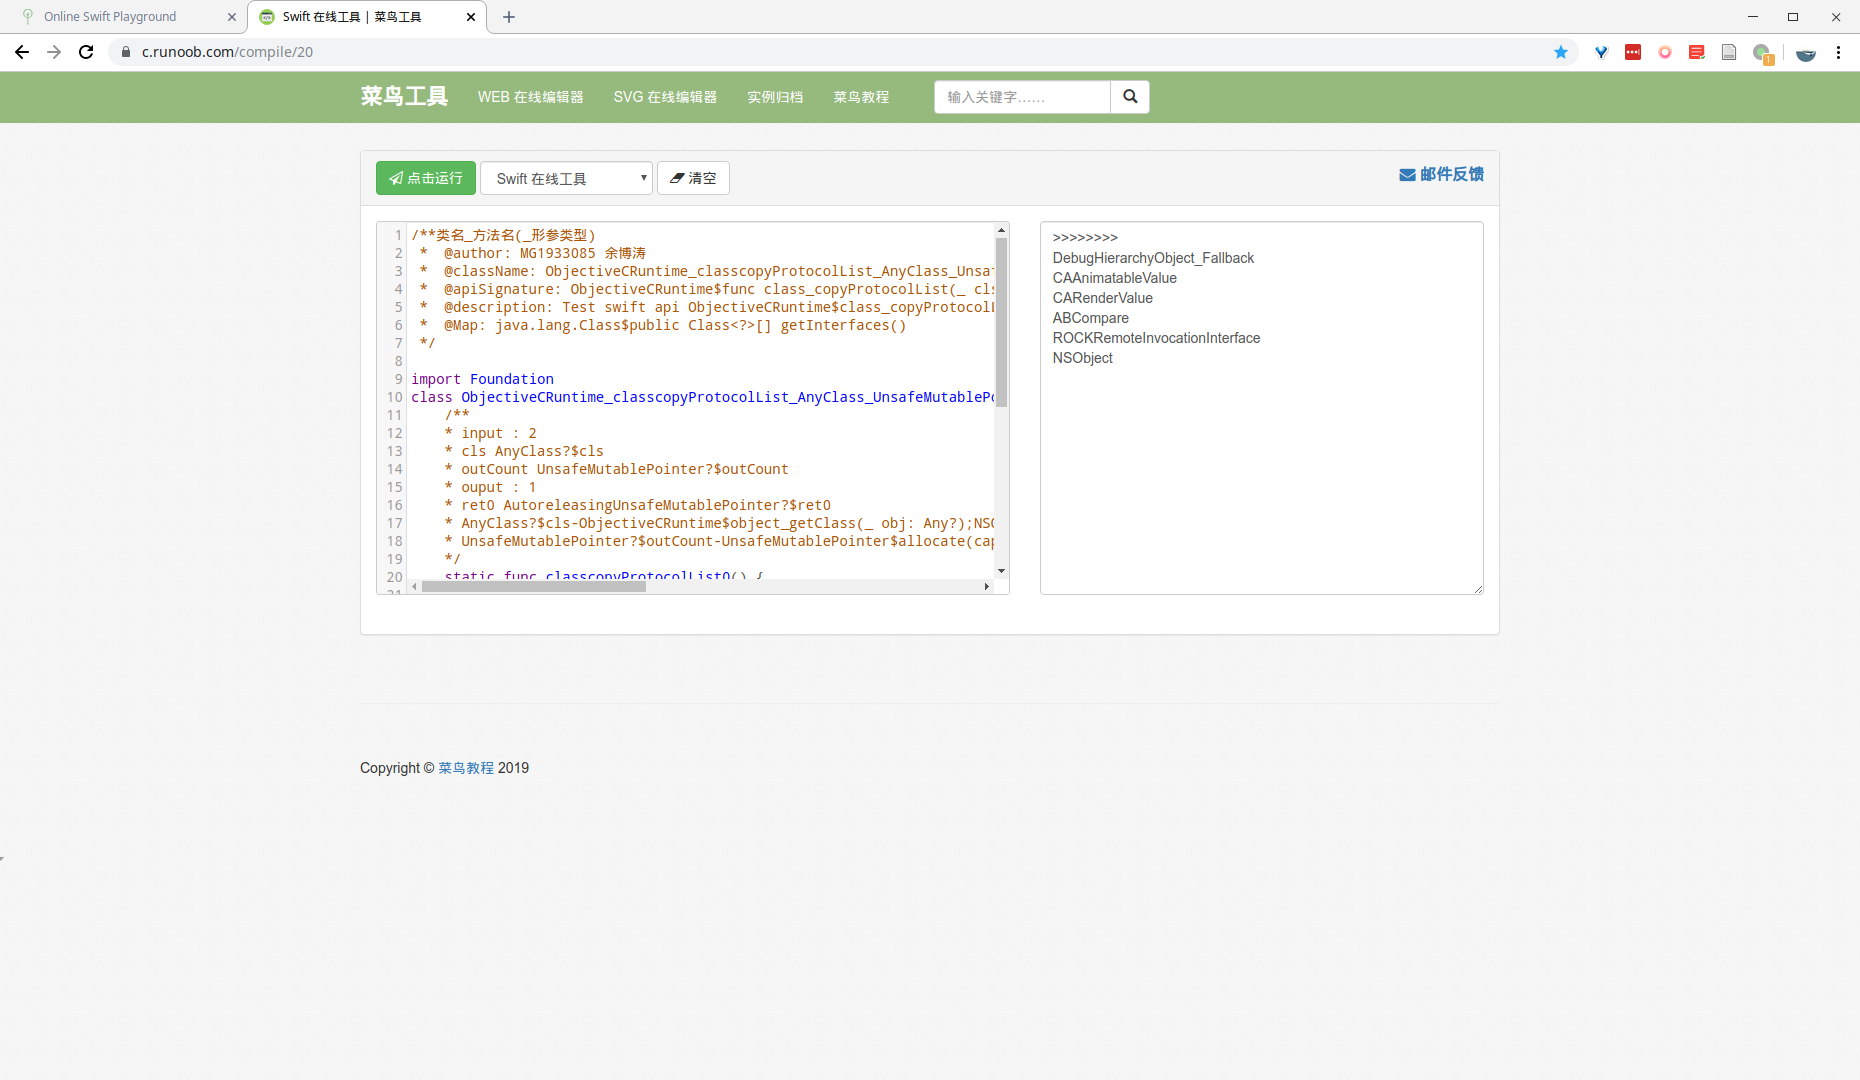 Online Swift Playground
Swift 在线工具 | 菜鸟工具
c.runoob.com/compile/20
1
菜鸟工具 WEB 在线编辑器 SVG 在线编辑器 实例归档 菜鸟教程 输入关键字......
点击运行 Swift 在线工具 清空 邮件反馈
1 /**类名_方法名(_形参类型)
2  *  @author: MG1933085 余博涛
3  *  @className: ObjectiveCRuntime_classcopyProtocolList_AnyClass_Unsaf
4  *  @apiSignature: ObjectiveCRuntime$func class_copyProtocolList(_ cls
5  *  @description: Test swift api ObjectiveCRuntime$class_copyProtocolL
6  *  @Map: java.lang.Class$public Class<?>[] getInterfaces()
7  */
8
9 import Foundation
10 class ObjectiveCRuntime_classcopyProtocolList_AnyClass_UnsafeMutablePo
11     /**
12     * input : 2
13     * cls AnyClass?$cls
14     * outCount UnsafeMutablePointer?$outCount
15     * ouput : 1
16     * ret0 AutoreleasingUnsafeMutablePointer?$ret0
17     * AnyClass?$cls-ObjectiveCRuntime$object_getClass(_ obj: Any?);NSO
18     * UnsafeMutablePointer?$outCount-UnsafeMutablePointer$allocate(cap
19     */
20     static func classcopyProtocolList0() {
21
>>>>>>>>
DebugHierarchyObject_Fallback
CAAnimatableValue
CARenderValue
ABCompare
ROCKRemoteInvocationInterface
NSObject
Copyright © 菜鸟教程 2019